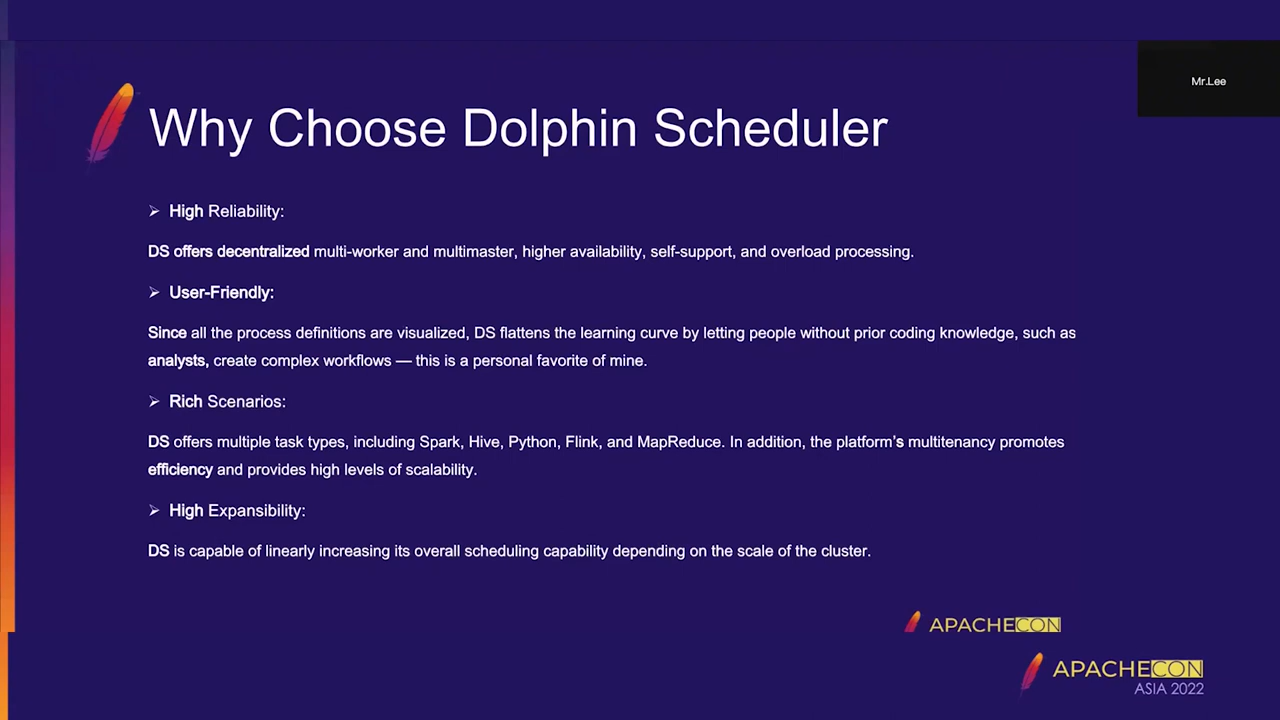 Mr.Lee
Why Choose Dolphin Scheduler
➢ High Reliability:
DS offers decentralized multi-worker and multimaster, higher availability, self-support, and overload processing.
➢ User-Friendly:
Since all the process definitions are visualized, DS flattens the learning curve by letting people without prior coding knowledge, such as
analysts, create complex workflows — this is a personal favorite of mine.
➢ Rich Scenarios:
DS offers multiple task types, including Spark, Hive, Python, Flink, and MapReduce. In addition, the platform’s multitenancy promotes
efficiency and provides high levels of scalability.
➢ High Expansibility:
DS is capable of linearly increasing its overall scheduling capability depending on the scale of the cluster.
APACHECON
APACHECON
ASIA 2022